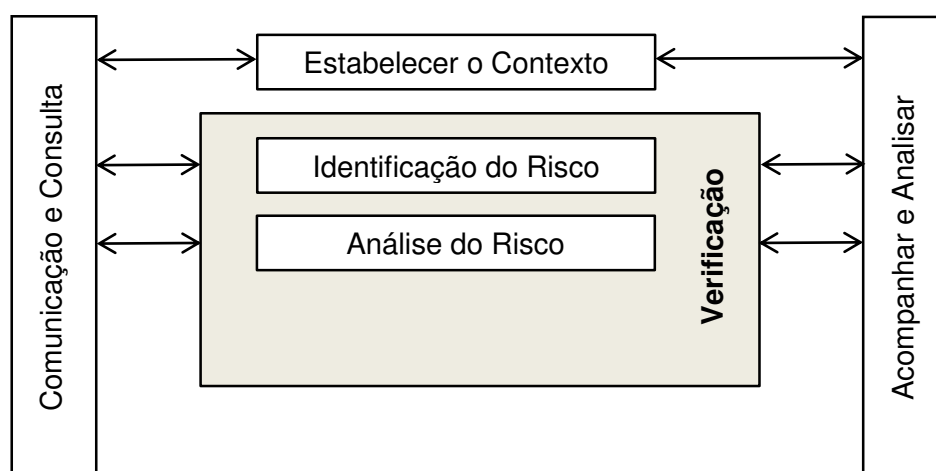 Estabelecer o Contexto
Comunicação e Consulta
Identificação do Risco
Análise do Risco
Verificação
Acompanhar e Analisar